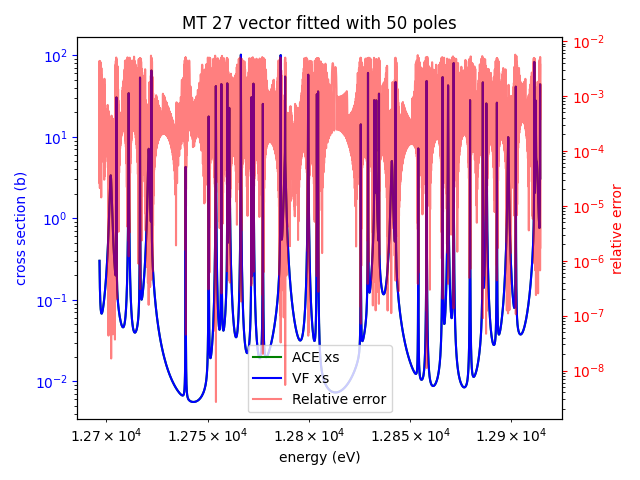 MT 27 vector fitted with 50 poles
10²
10¹
10⁰
10⁻¹
10⁻²
cross section (b)
10⁻²
10⁻³
10⁻⁴
10⁻⁵
10⁻⁶
10⁻⁷
10⁻⁸
relative error
ACE xs
VF xs
Relative error
1.27 × 10⁴ 1.275 × 10⁴ 1.28 × 10⁴ 1.285 × 10⁴ 1.29 × 10⁴
energy (eV)